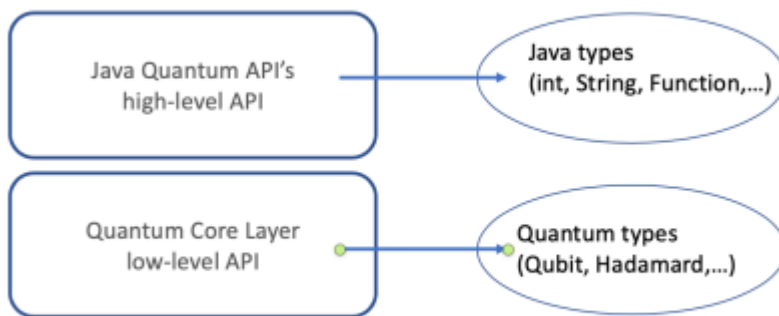 Java Quantum API's
high-level API
Java types
(int, String, Function,...)
Quantum Core Layer
low-level API
Quantum types
(Qubit, Hadamard,...)